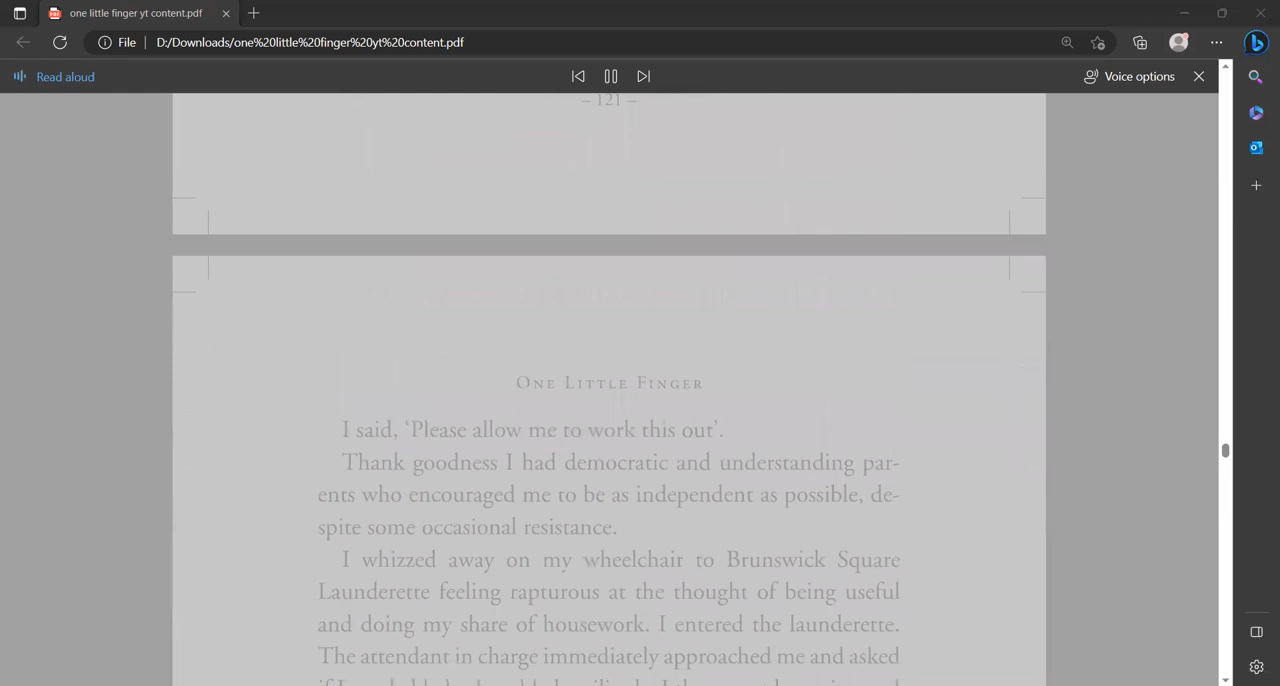 one little finger yt content.pdf
File
D:/Downloads/one%20little%20finger%20yt%20content.pdf
Read aloud
Voice options
– 121 –
ONE LITTLE FINGER
I said, ‘Please allow me to work this out’.
Thank goodness I had democratic and understanding par-
ents who encouraged me to be as independent as possible, de-
spite some occasional resistance.
I whizzed away on my wheelchair to Brunswick Square
Launderette feeling rapturous at the thought of being useful
and doing my share of housework. I entered the launderette.
The attendant in charge immediately approached me and asked